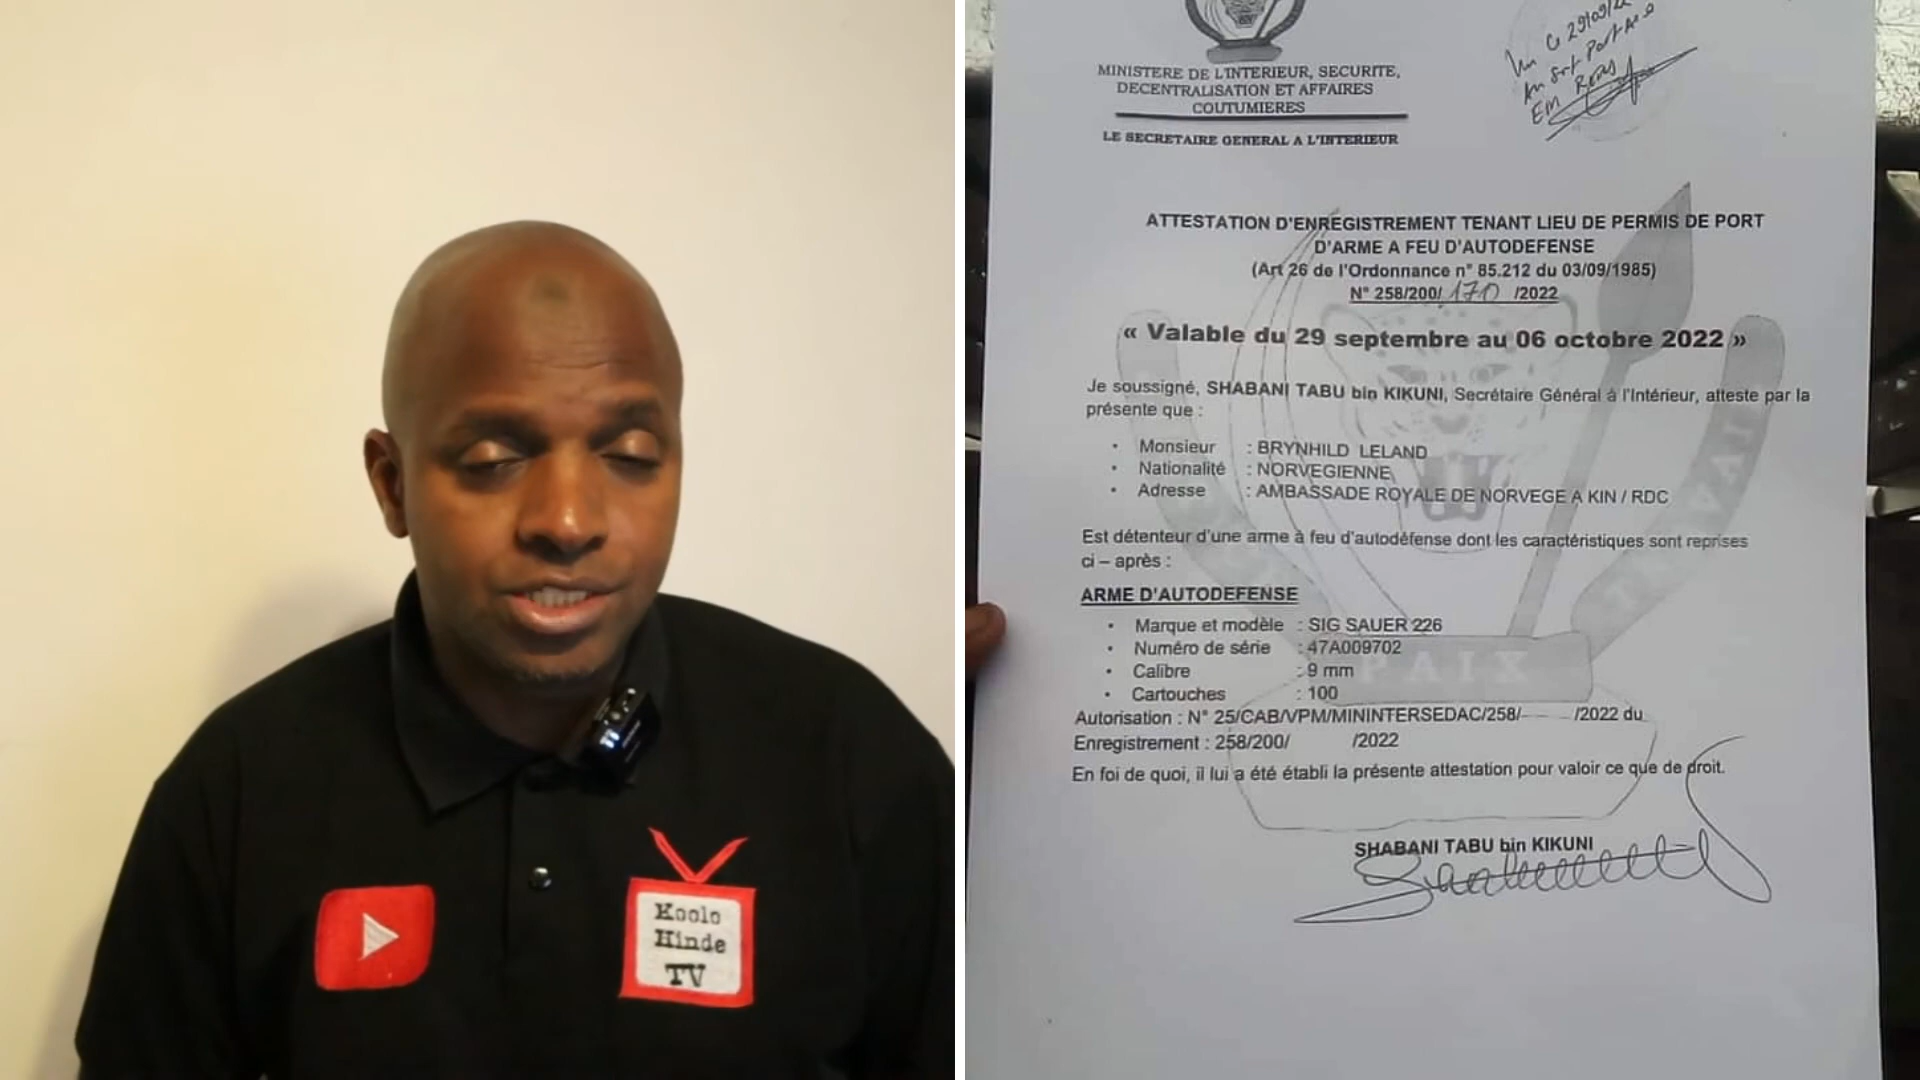 Koolo
Hinde
TV
MINISTERE DE L'INTERIEUR, SECURITE,
DECENTRALISATION ET AFFAIRES
COUTUMIERES
LE SECRETAIRE GENERAL A L'INTERIEUR
ATTESTATION D'ENREGISTREMENT TENANT LIEU DE PERMIS DE PORT
D'ARME A FEU D'AUTODEFENSE
(Art 26 de l'Ordonnance n° 85.212 du 03/09/1985)
N° 258/200/ 170 /2022
« Valable du 29 septembre au 06 octobre 2022 »
Je soussigné, SHABANI TABU bin KIKUNI, Secrétaire Général à l'Intérieur, atteste par la
présente que :
• Monsieur : BRYNHILD LELAND
• Nationalité : NORVEGIENNE
• Adresse : AMBASSADE ROYALE DE NORVEGE A KIN / RDC
Est détenteur d'une arme à feu d'autodéfense dont les caractéristiques sont reprises
ci – après :
ARME D'AUTODEFENSE
• Marque et modèle : SIG SAUER 226
• Numéro de série : 47A009702
• Calibre : 9 mm
• Cartouches : 100
Autorisation : N° 25/CAB/VPM/MININTERSEDAC/258/ /2022 du
Enregistrement : 258/200/ /2022
En foi de quoi, il lui a été établi la présente attestation pour valoir ce que de droit.
SHABANI TABU bin KIKUNI
PAIX